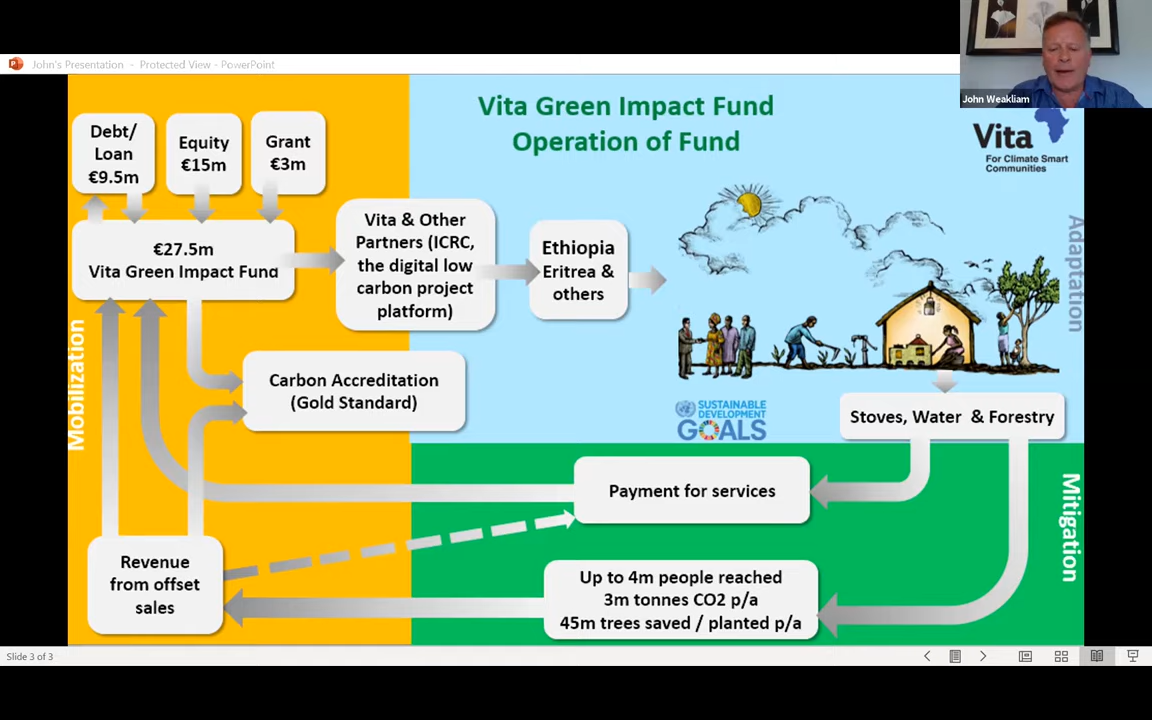 John's Presentation - Protected View - PowerPoint
John Weakliam
Vita Green Impact Fund
Operation of Fund
Vita
For Climate Smart
Communities
Debt/
Loan
€9.5m
Equity
€15m
Grant
€3m
€27.5m
Vita Green Impact Fund
Vita & Other
Partners (ICRC,
the digital low
carbon project
platform)
Ethiopia
Eritrea &
others
Adaptation
Mobilization
Carbon Accreditation
(Gold Standard)
SUSTAINABLE
DEVELOPMENT
GOALS
Stoves, Water & Forestry
Payment for services
Mitigation
Revenue
from offset
sales
Up to 4m people reached
3m tonnes CO2 p/a
45m trees saved / planted p/a
Slide 3 of 3